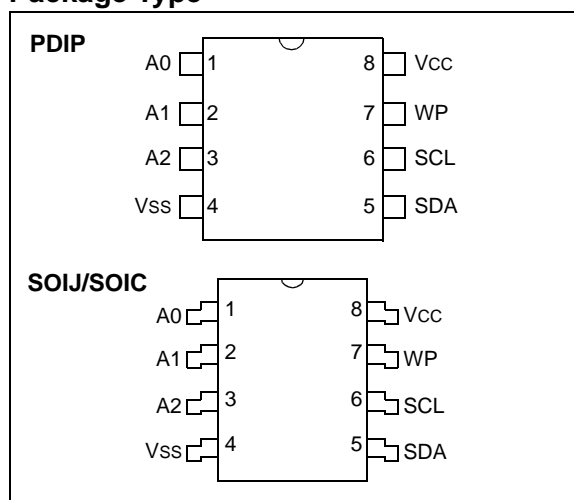 Package Type
PDIP
A0 1 8 Vcc
A1 2 7 WP
A2 3 6 SCL
Vss 4 5 SDA
SOIJ/SOIC
A0 1 8 Vcc
A1 2 7 WP
A2 3 6 SCL
Vss 4 5 SDA